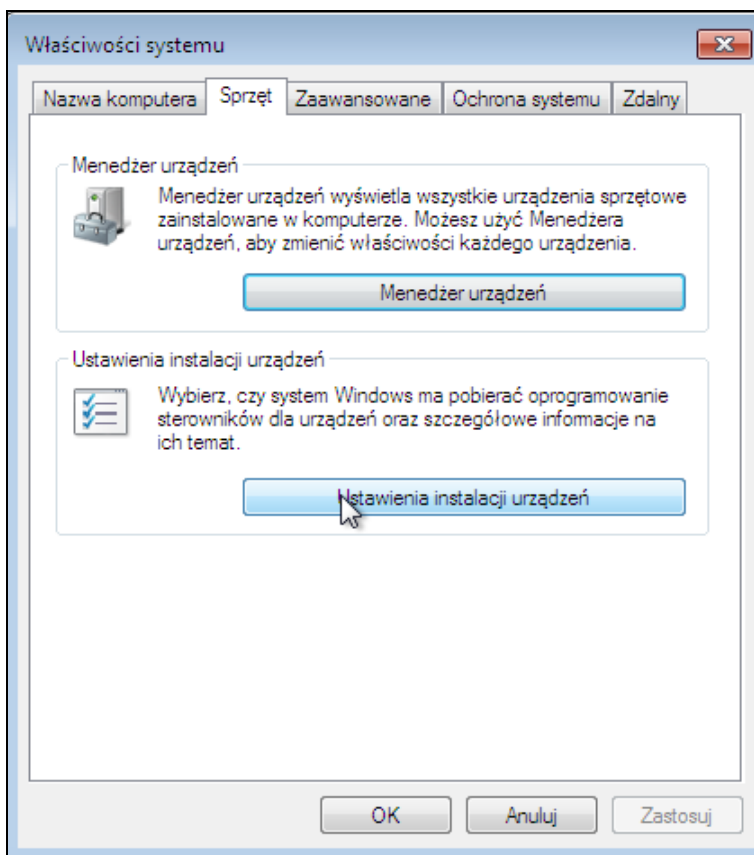 Właściwości systemu
Nazwa komputera Sprzęt Zaawansowane Ochrona systemu Zdalny
Menedżer urządzeń
Menedżer urządzeń wyświetla wszystkie urządzenia sprzętowe
zainstalowane w komputerze. Możesz użyć Menedżera
urządzeń, aby zmienić właściwości każdego urządzenia.
Menedżer urządzeń
Ustawienia instalacji urządzeń
Wybierz, czy system Windows ma pobierać oprogramowanie
sterowników dla urządzeń oraz szczegółowe informacje na
ich temat.
Ustawienia instalacji urządzeń
OK Anuluj Zastosuj